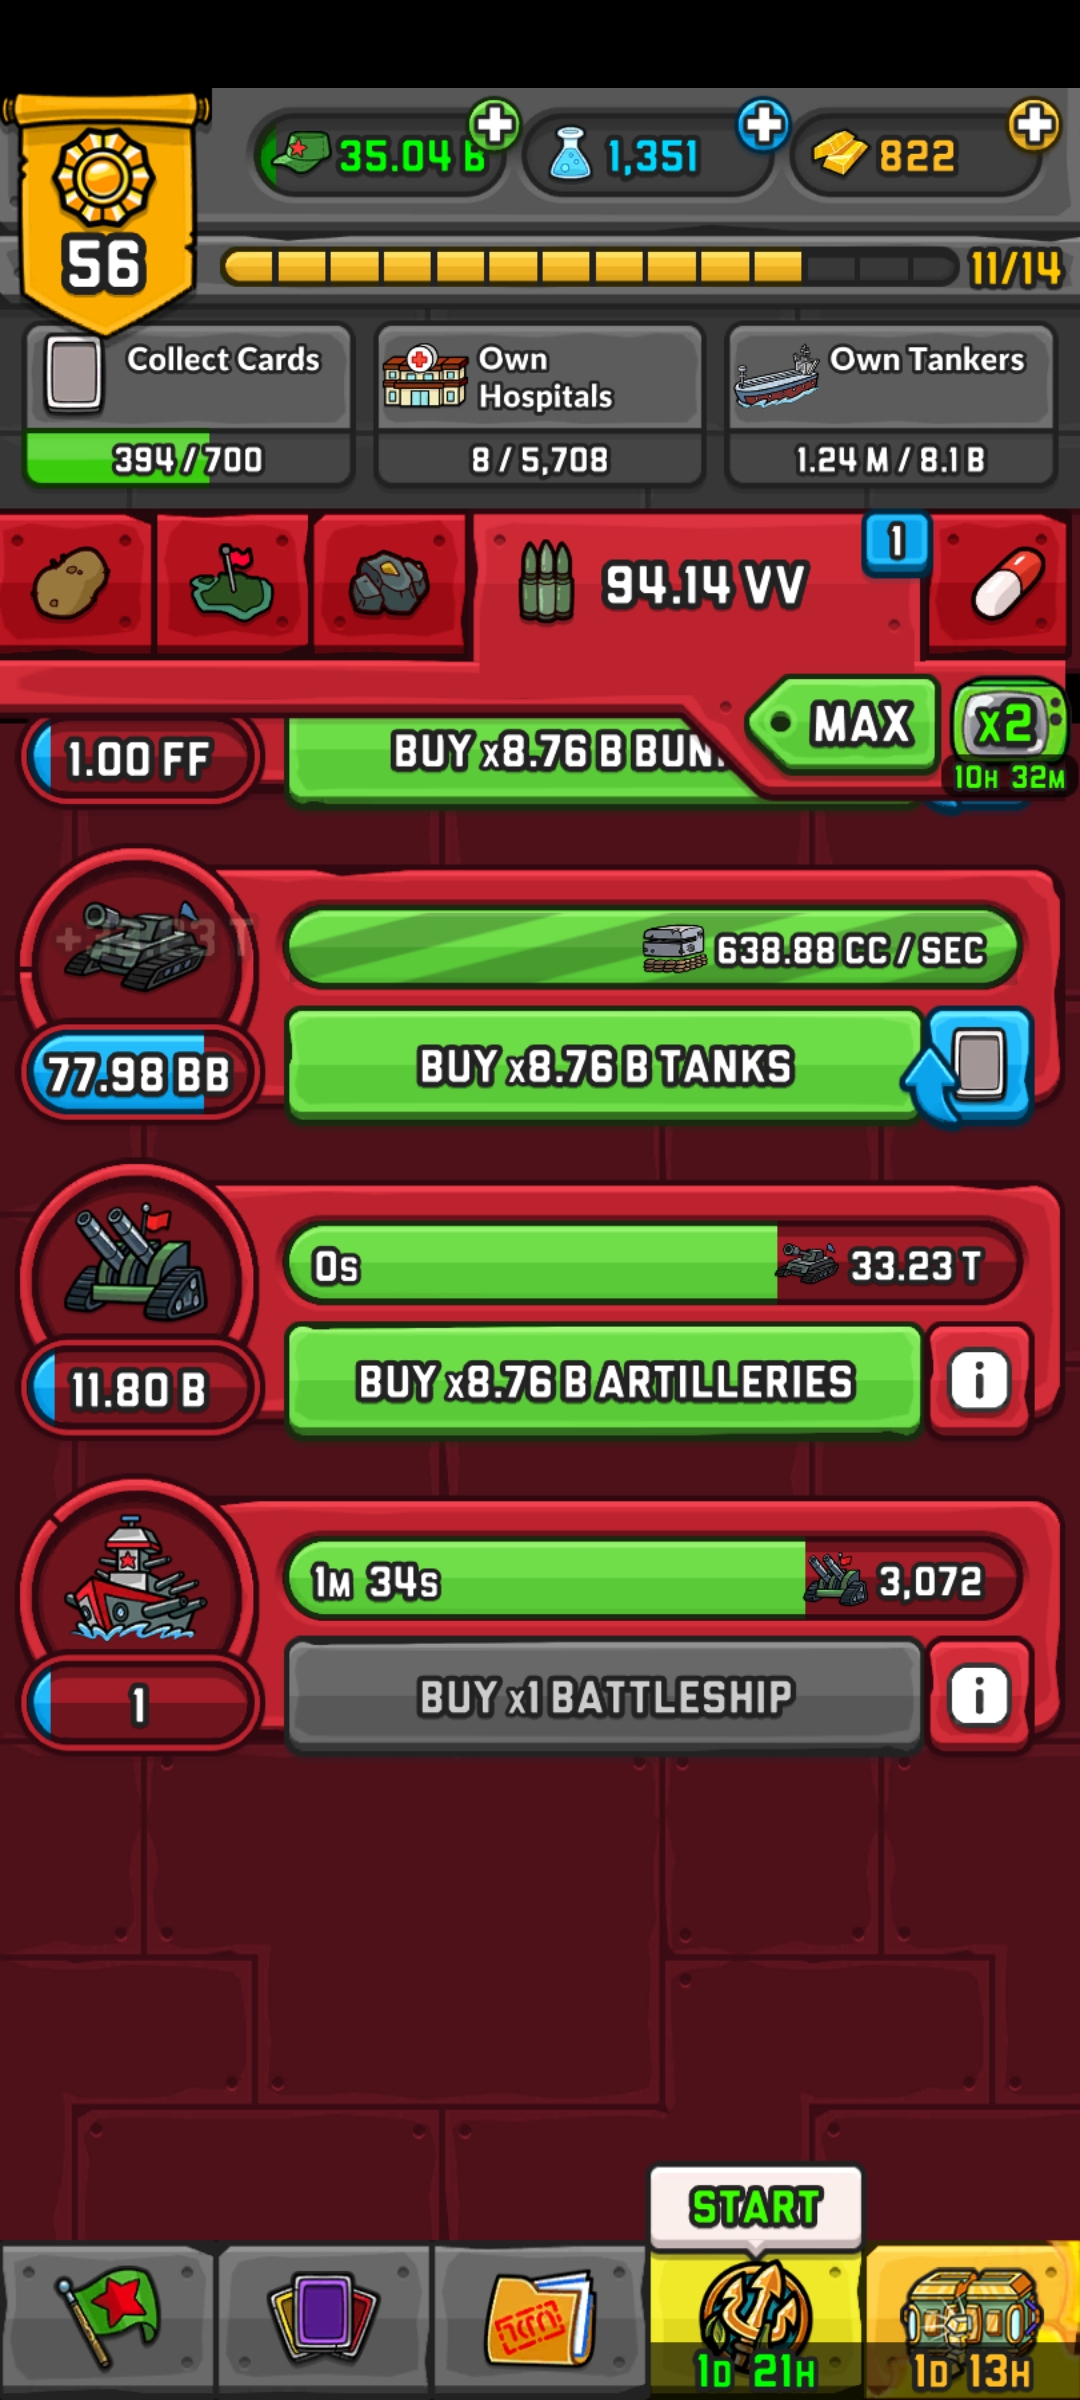 35.04 B
1,351
822
56
11/14
Collect Cards
394/700
Own
Hospitals
8/5,708
Own Tankers
1.24 M/8.1 B
94.14 VV
1
MAX
x2
10H 32M
1.00 FF
BUY x8.76 B BUN
638.88 CC/SEC
77.98 BB
BUY x8.76 B TANKS
0s
33.23 T
11.80 B
BUY x8.76 B ARTILLERIES
i
1M 34s
3,072
1
BUY x1 BATTLESHIP
i
START
1D 21H
1D 13H